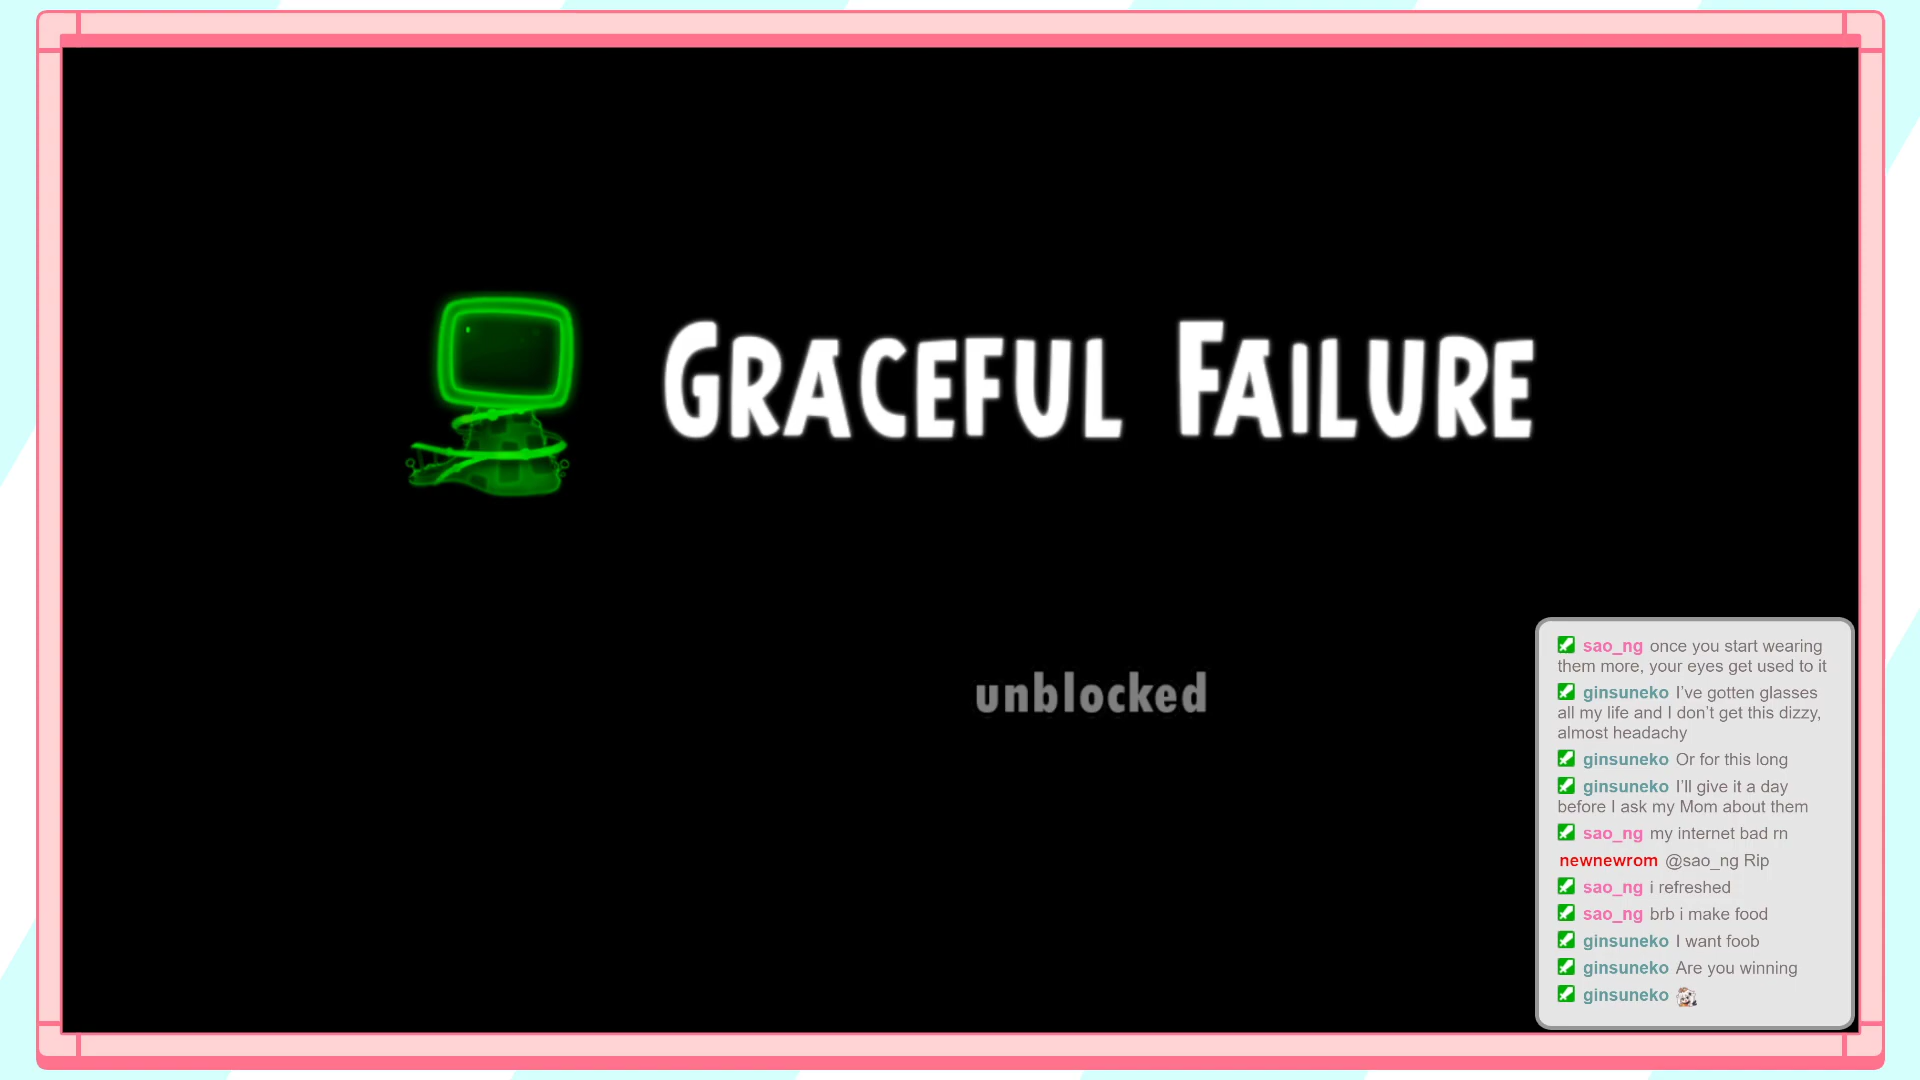 GRACEFUL FAILURE
unblocked
sao_ng once you start wearing
them more, your eyes get used to it
ginsuneko I've gotten glasses
all my life and I don't get this dizzy,
almost headachy
ginsuneko Or for this long
ginsuneko I'll give it a day
before I ask my Mom about them
sao_ng my internet bad rn
newnewrom @sao_ng Rip
sao_ng i refreshed
sao_ng brb i make food
ginsuneko I want foob
ginsuneko Are you winning
ginsuneko